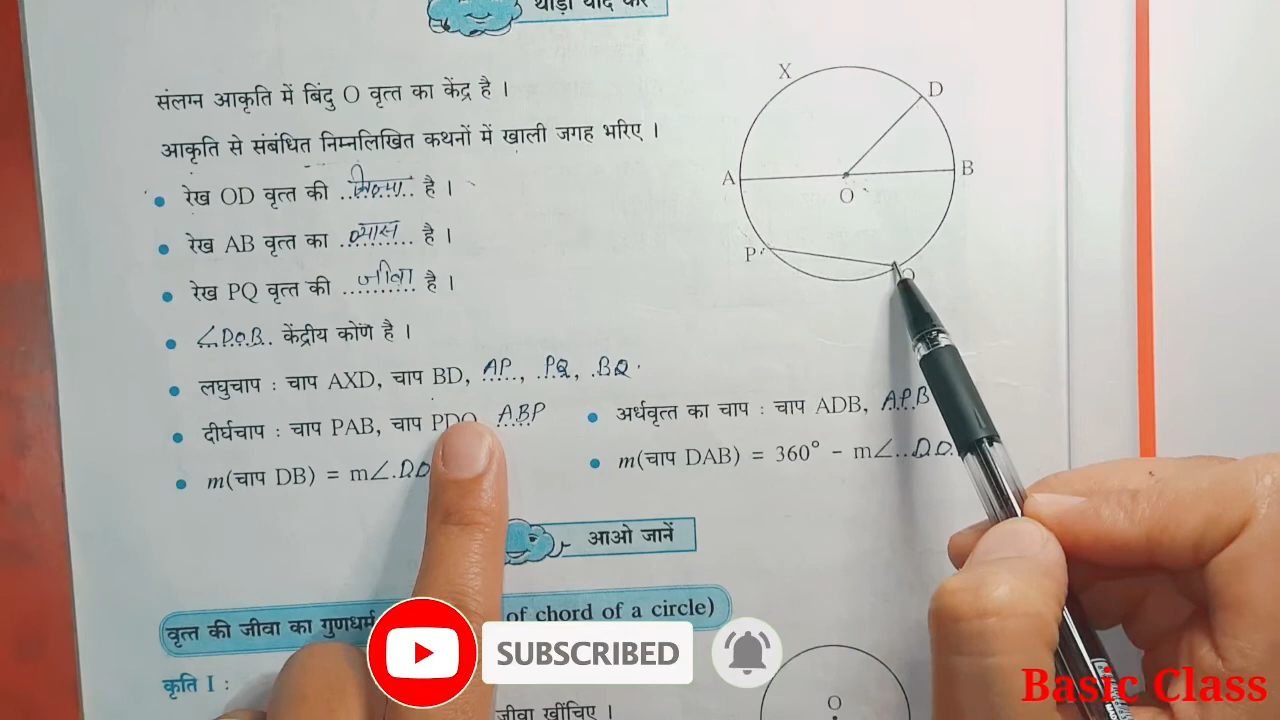 थोड़ा याद करें
संलग्न आकृति में बिंदु O वृत्त का केंद्र है ।
आकृति से संबंधित निम्नलिखित कथनों में खाली जगह भरिए ।
• रेख OD वृत्त की त्रिज्या है ।
• रेख AB वृत्त का व्यास है ।
• रेख PQ वृत्त की जीवा है ।
• ∠DOB केंद्रीय कोण है ।
• लघुचाप : चाप AXD, चाप BD, AP, PQ, BQ
• दीर्घचाप : चाप PAB, चाप PDQ ABP
• अर्धवृत्त का चाप : चाप ADB, APB
• m(चाप DB) = m∠DO
• m(चाप DAB) = 360° − m∠DO
X
D
A
B
O
P
Q
आओ जानें
वृत्त की जीवा का गुणधर्म of chord of a circle)
कृति I :
जीवा खींचिए ।
O
SUBSCRIBED
Basic Class